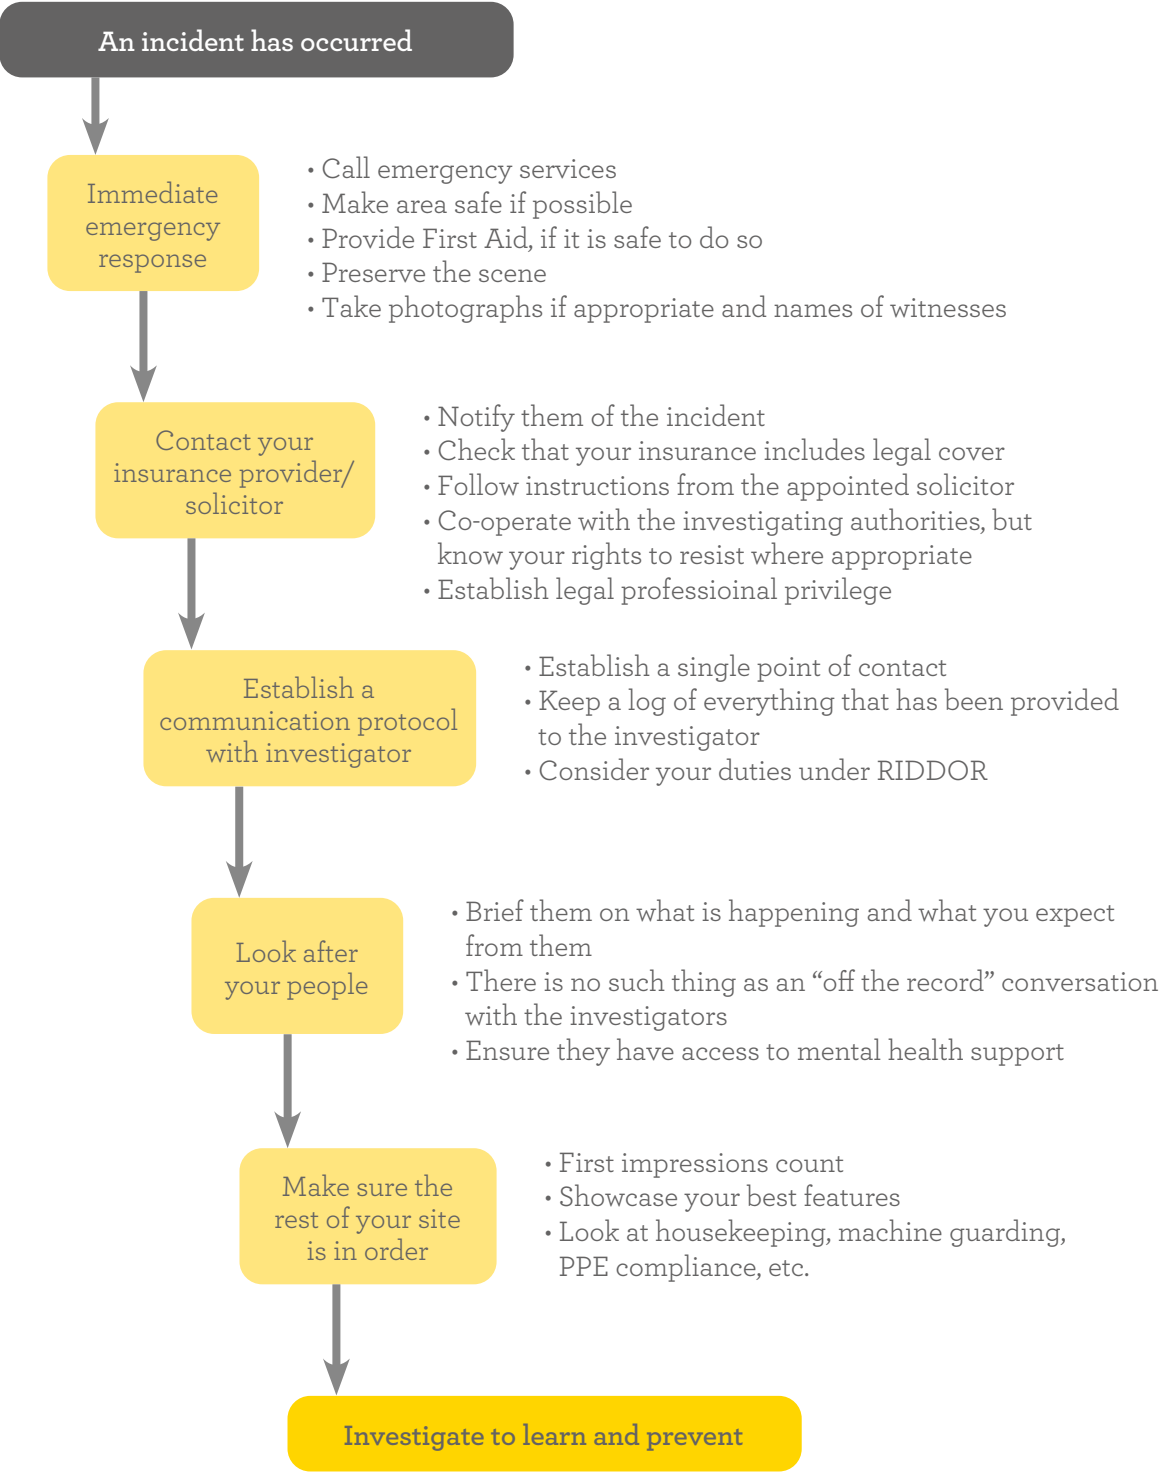 An incident has occurred
Immediate
emergency
response
• Call emergency services
• Make area safe if possible
• Provide First Aid, if it is safe to do so
• Preserve the scene
• Take photographs if appropriate and names of witnesses
Contact your
insurance provider/
solicitor
• Notify them of the incident
• Check that your insurance includes legal cover
• Follow instructions from the appointed solicitor
• Co-operate with the investigating authorities, but
know your rights to resist where appropriate
• Establish legal professioinal privilege
Establish a
communication protocol
with investigator
• Establish a single point of contact
• Keep a log of everything that has been provided
to the investigator
• Consider your duties under RIDDOR
Look after
your people
• Brief them on what is happening and what you expect
from them
• There is no such thing as an “off the record” conversation
with the investigators
• Ensure they have access to mental health support
Make sure the
rest of your site
is in order
• First impressions count
• Showcase your best features
• Look at housekeeping, machine guarding,
PPE compliance, etc.
Investigate to learn and prevent